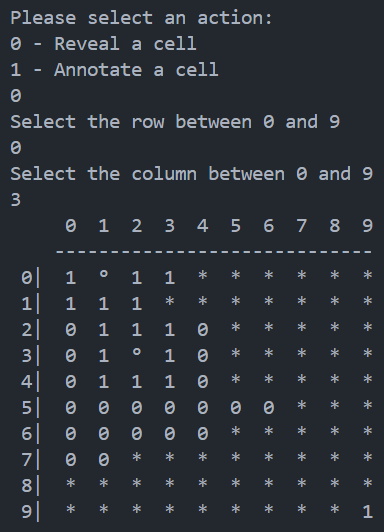 Please select an action:
0 - Reveal a cell
1 - Annotate a cell
0
Select the row between 0 and 9
0
Select the column between 0 and 9
3
     0  1  2  3  4  5  6  7  8  9
    -----------------------------
 0|  1  °  1  1  *  *  *  *  *  *
 1|  1  1  1  *  *  *  *  *  *  *
 2|  0  1  1  1  0  *  *  *  *  *
 3|  0  1  °  1  0  *  *  *  *  *
 4|  0  1  1  1  0  *  *  *  *  *
 5|  0  0  0  0  0  0  0  *  *  *
 6|  0  0  0  0  0  *  *  *  *  *
 7|  0  0  *  *  *  *  *  *  *  *
 8|  *  *  *  *  *  *  *  *  *  *
 9|  *  *  *  *  *  *  *  *  *  1